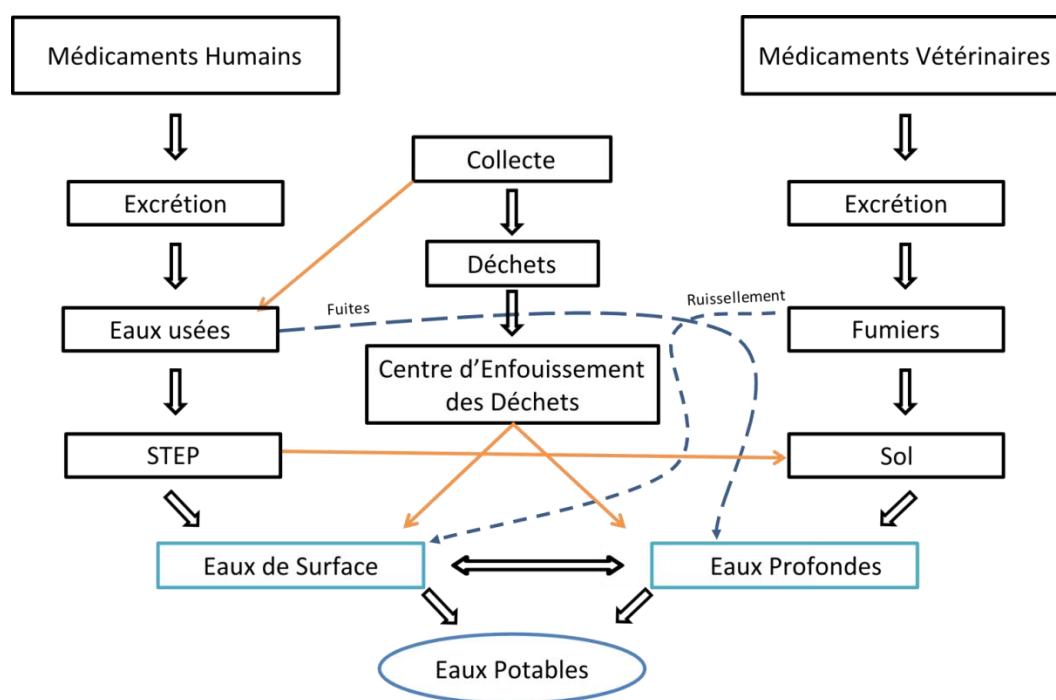 Médicaments Humains
Médicaments Vétérinaires
Collecte
Excrétion
Excrétion
Déchets
Fuites
Ruissellement
Eaux usées
Fumiers
Centre d'Enfouissement
des Déchets
STEP
Sol
Eaux de Surface
Eaux Profondes
Eaux Potables